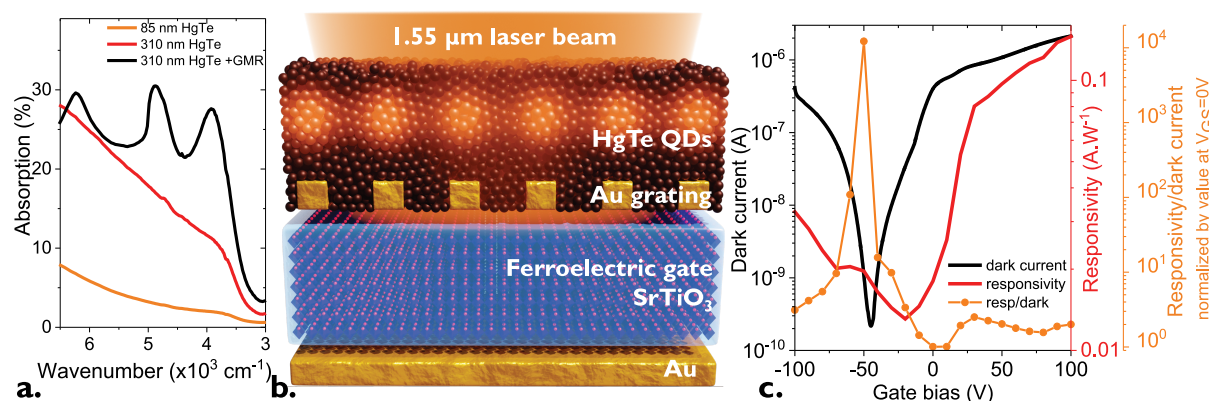 85 nm HgTe
310 nm HgTe
310 nm HgTe +GMR
Absorption (%)
30
20
10
0
6 5 4 3
Wavenumber (x10³ cm⁻¹)
a.
1.55 µm laser beam
HgTe QDs
Au grating
Ferroelectric gate
SrTiO₃
Au
b.
Dark current (A)
10⁻⁶
10⁻⁷
10⁻⁸
10⁻⁹
10⁻¹⁰
-100 -50 0 50 100
Gate bias (V)
dark current
responsivity
resp/dark
0.1
0.01
Responsivity (A.W⁻¹)
10⁴
10³
10²
10¹
10⁰
Responsivity/dark current
normalized by value at V_GS=0V
c.